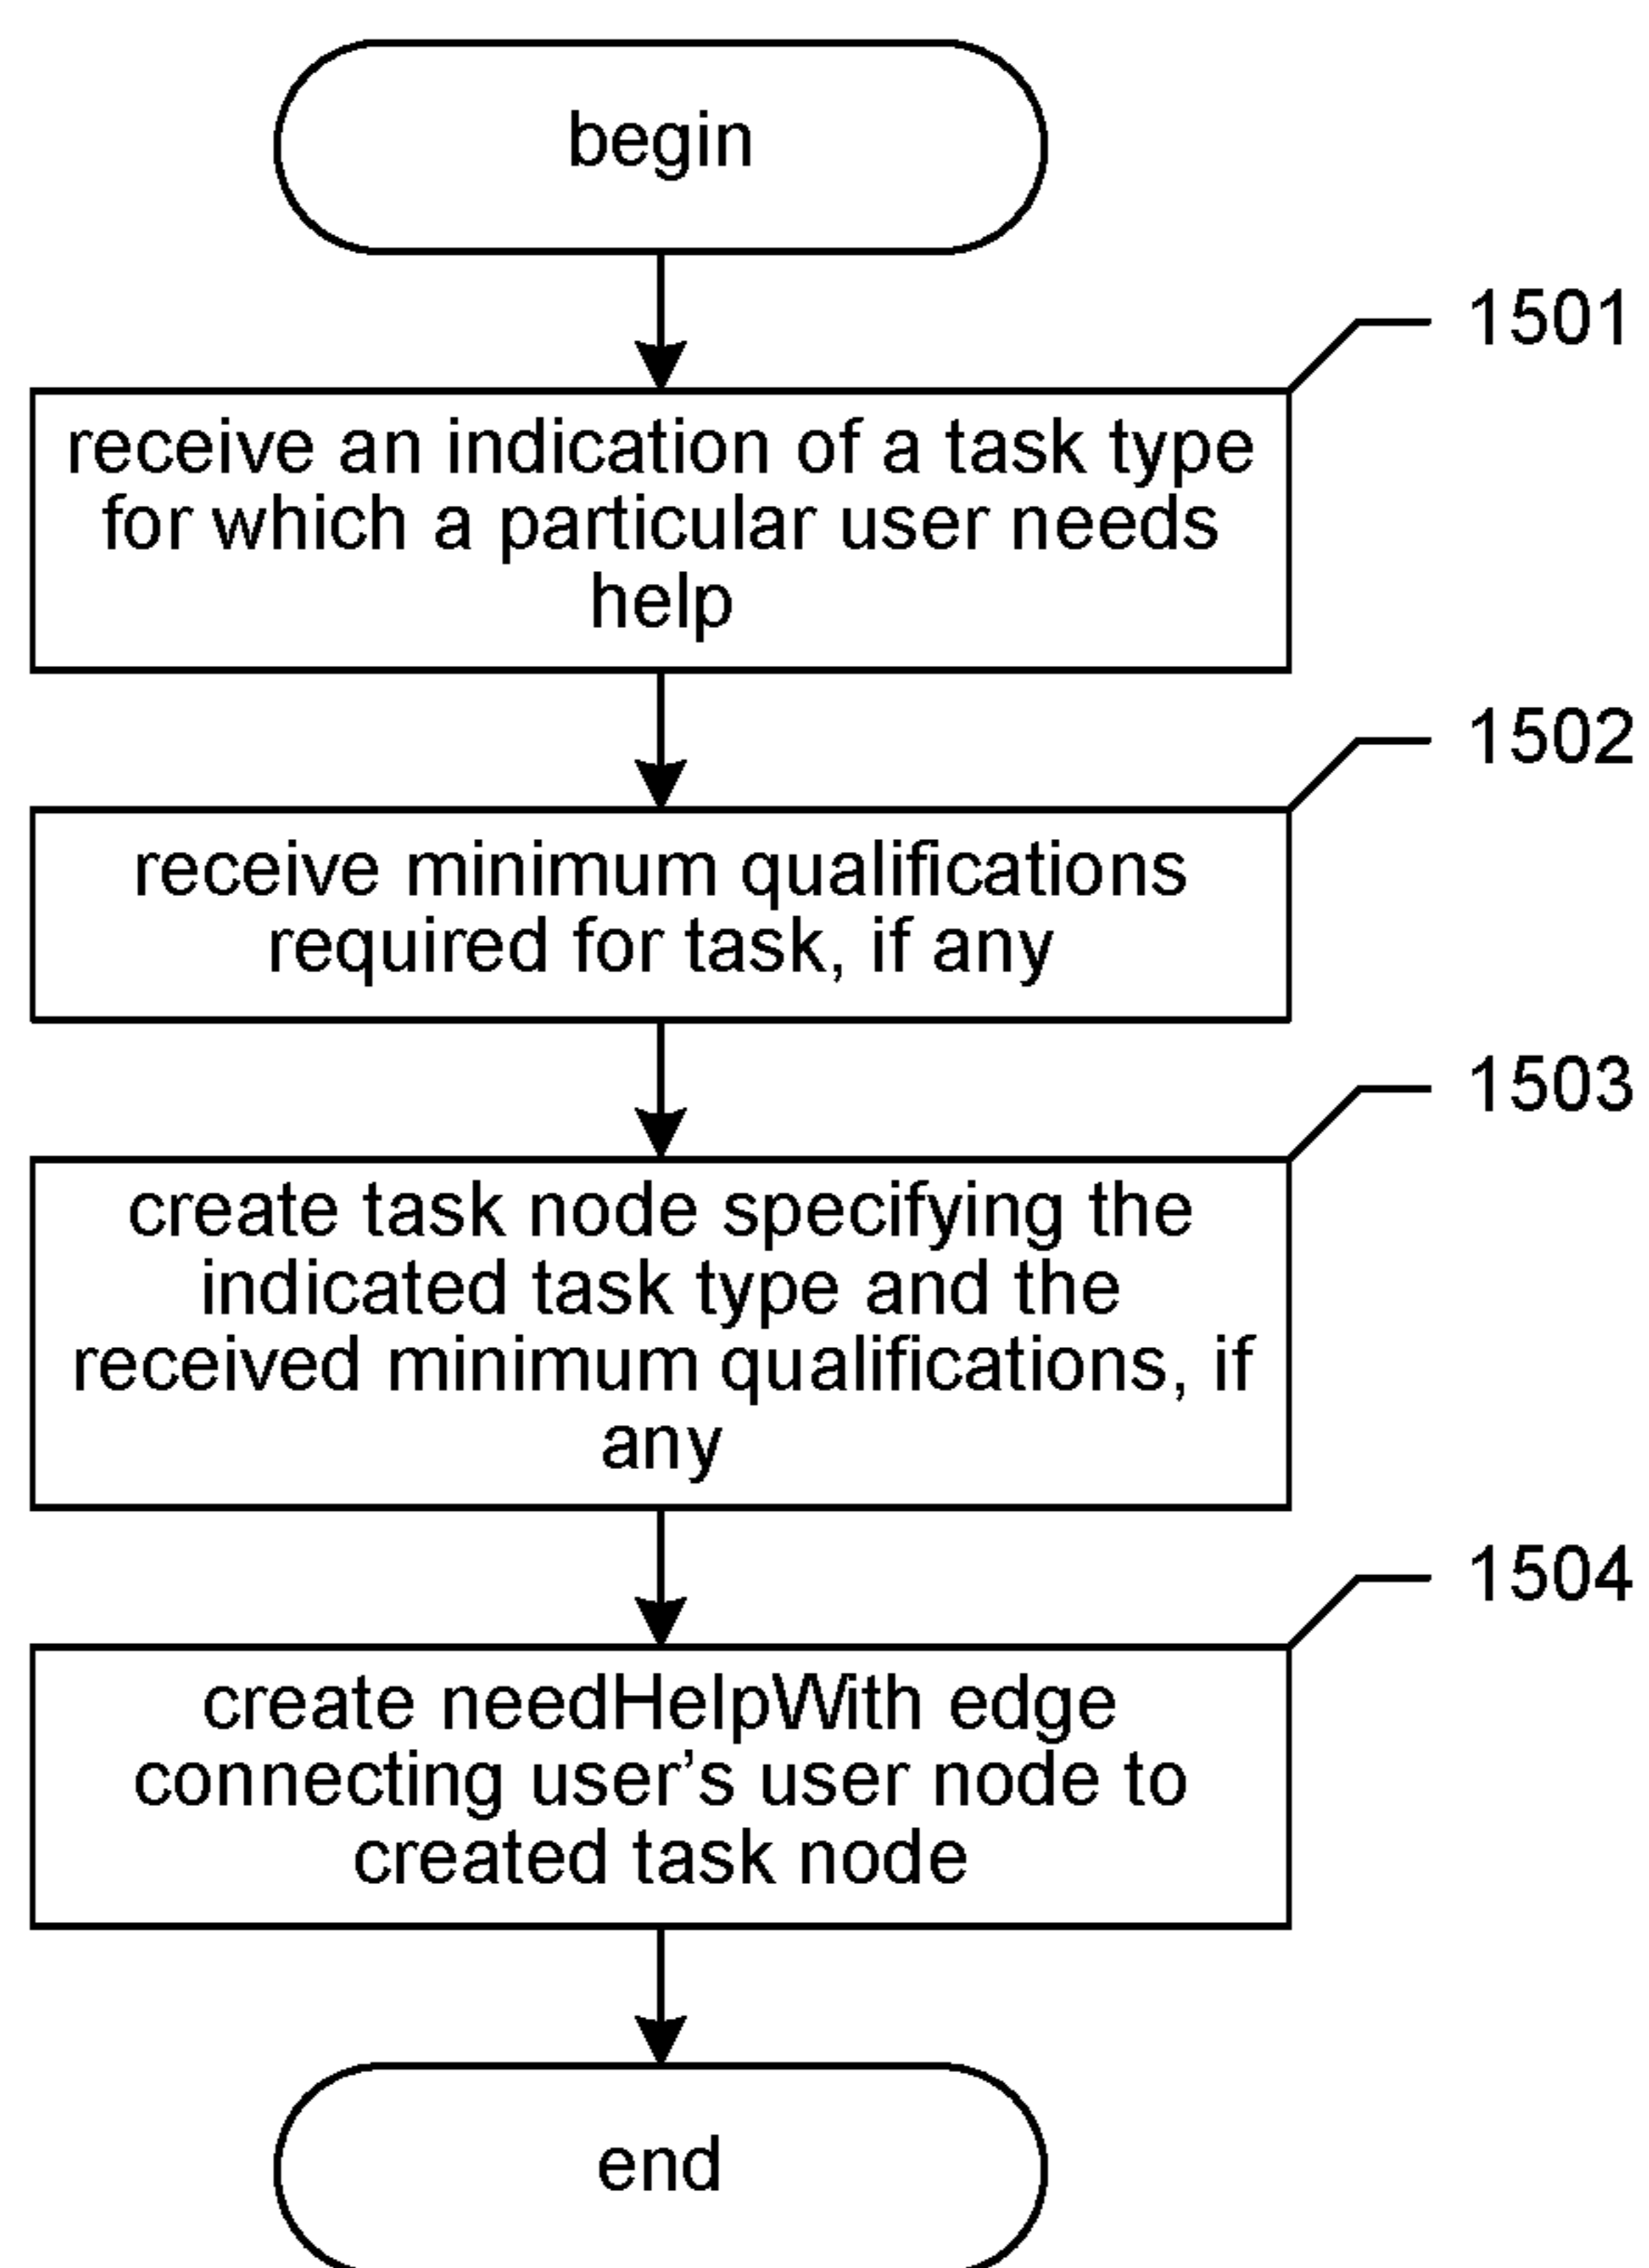 begin
1501
receive an indication of a task type
for which a particular user needs
help
1502
receive minimum qualifications
required for task, if any
1503
create task node specifying the
indicated task type and the
received minimum qualifications, if
any
1504
create needHelpWith edge
connecting user’s user node to
created task node
end